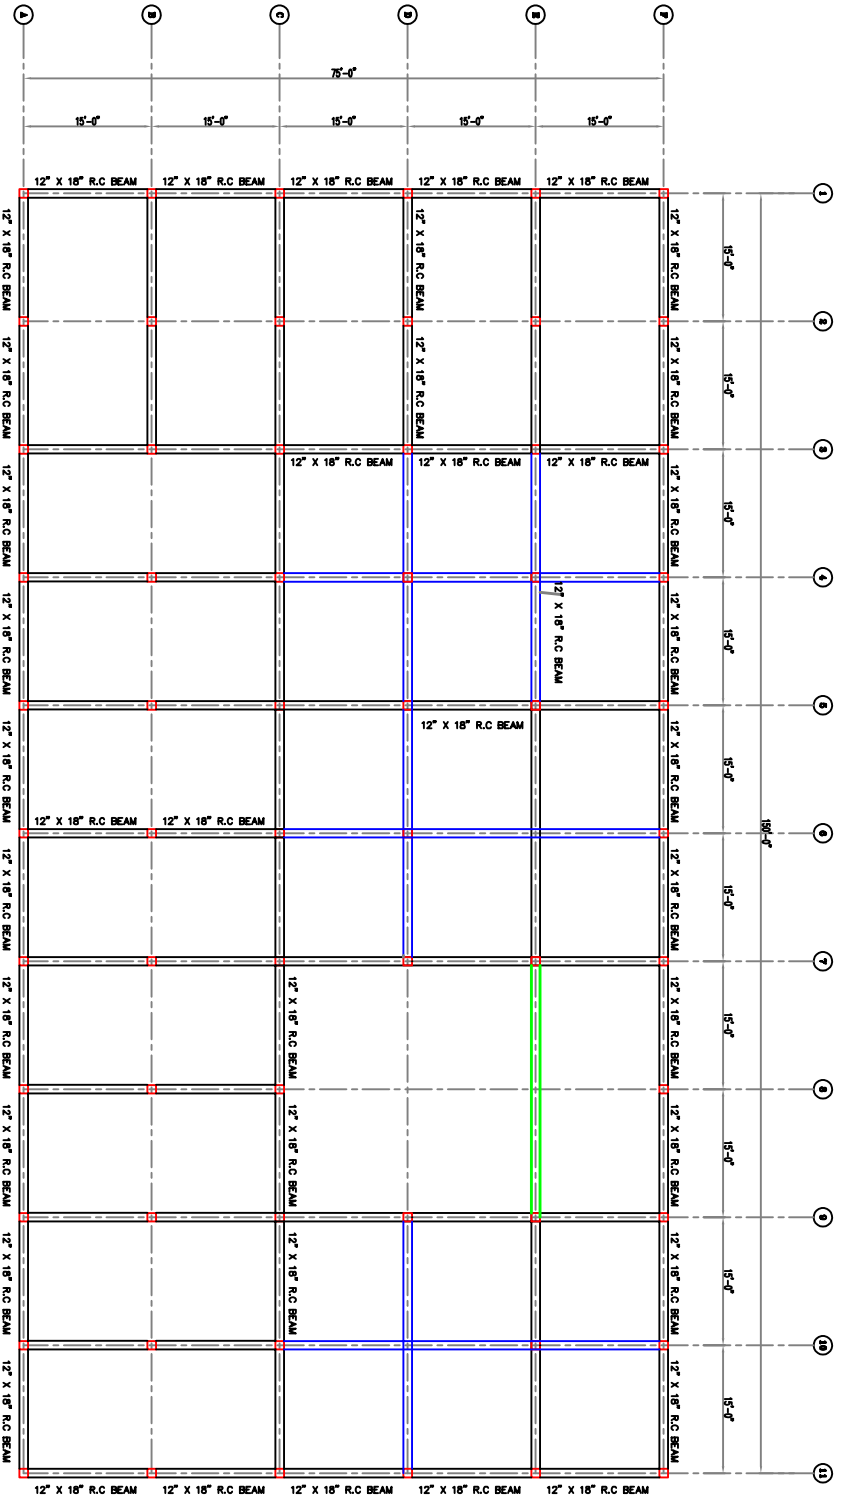 A B C D E F
75'-0"
15'-0" 15'-0" 15'-0" 15'-0" 15'-0"
12" X 18" R.C BEAM 12" X 18" R.C BEAM 12" X 18" R.C BEAM 12" X 18" R.C BEAM 12" X 18" R.C BEAM
1
12" X 18" R.C BEAM 12" X 18" R.C BEAM 12" X 18" R.C BEAM 15'-0"
2
12" X 18" R.C BEAM 12" X 18" R.C BEAM 12" X 18" R.C BEAM 15'-0"
3
12" X 18" R.C BEAM 12" X 18" R.C BEAM 12" X 18" R.C BEAM
12" X 18" R.C BEAM 12" X 18" R.C BEAM 15'-0"
4
12" X 18" R.C BEAM 12" X 18" R.C BEAM 12" X 18" R.C BEAM 15'-0"
5
12" X 18" R.C BEAM
12" X 18" R.C BEAM 12" X 18" R.C BEAM 15'-0"
12" X 18" R.C BEAM 12" X 18" R.C BEAM
6
150'-0"
12" X 18" R.C BEAM 12" X 18" R.C BEAM 15'-0"
7
12" X 18" R.C BEAM 12" X 18" R.C BEAM 12" X 18" R.C BEAM 15'-0"
8
12" X 18" R.C BEAM 12" X 18" R.C BEAM 12" X 18" R.C BEAM 15'-0"
9
12" X 18" R.C BEAM 12" X 18" R.C BEAM 12" X 18" R.C BEAM 15'-0"
10
12" X 18" R.C BEAM 12" X 18" R.C BEAM 15'-0"
11
12" X 18" R.C BEAM 12" X 18" R.C BEAM 12" X 18" R.C BEAM 12" X 18" R.C BEAM 12" X 18" R.C BEAM